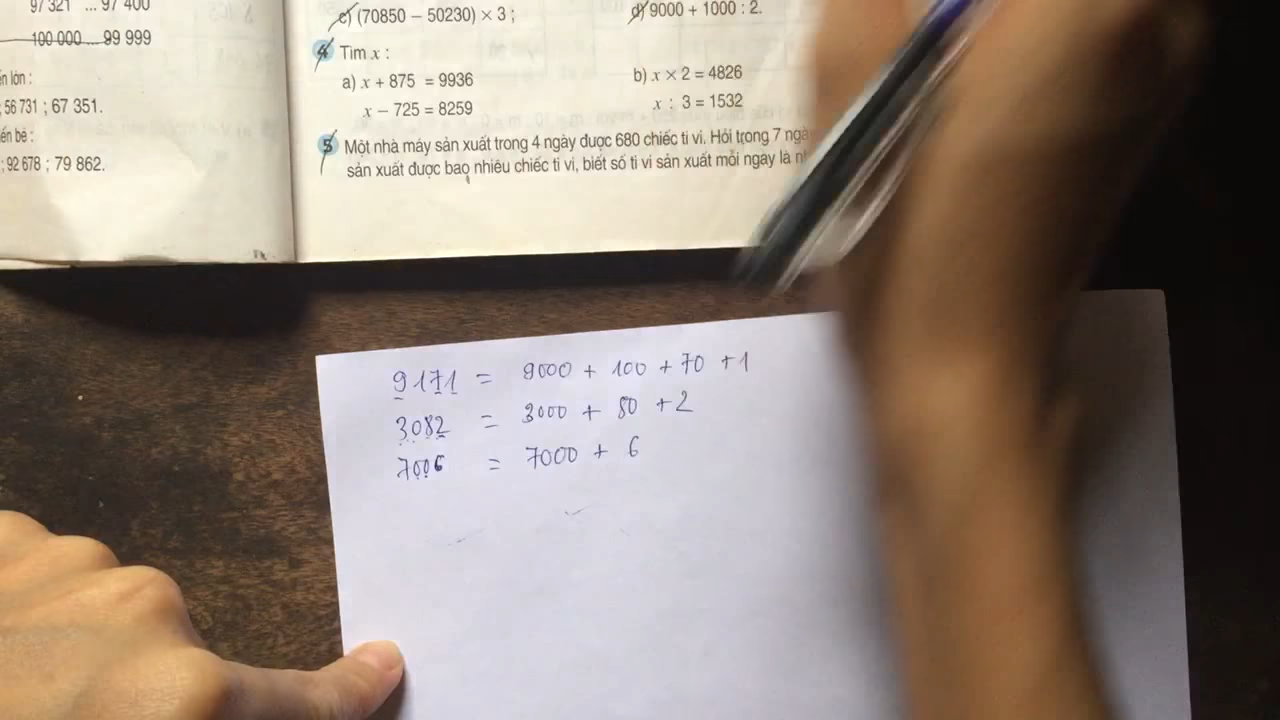 97 321 ... 97 400
100 000 ... 99 999
lớn :
; 56 731 ; 67 351.
bé :
; 92 678 ; 79 862.
c) (70850 − 50230) × 3 ;
d) 9000 + 1000 : 2.
4 Tìm x :
a) x + 875 = 9936
x − 725 = 8259
b) x × 2 = 4826
x : 3 = 1532
5 Một nhà máy sản xuất trong 4 ngày được 680 chiếc ti vi. Hỏi trong 7
sản xuất được bao nhiêu chiếc ti vi, biết số ti vi sản xuất mỗi ngày là
9171 = 9000 + 100 + 70 + 1
3082 = 3000 + 80 + 2
7006 = 7000 + 6